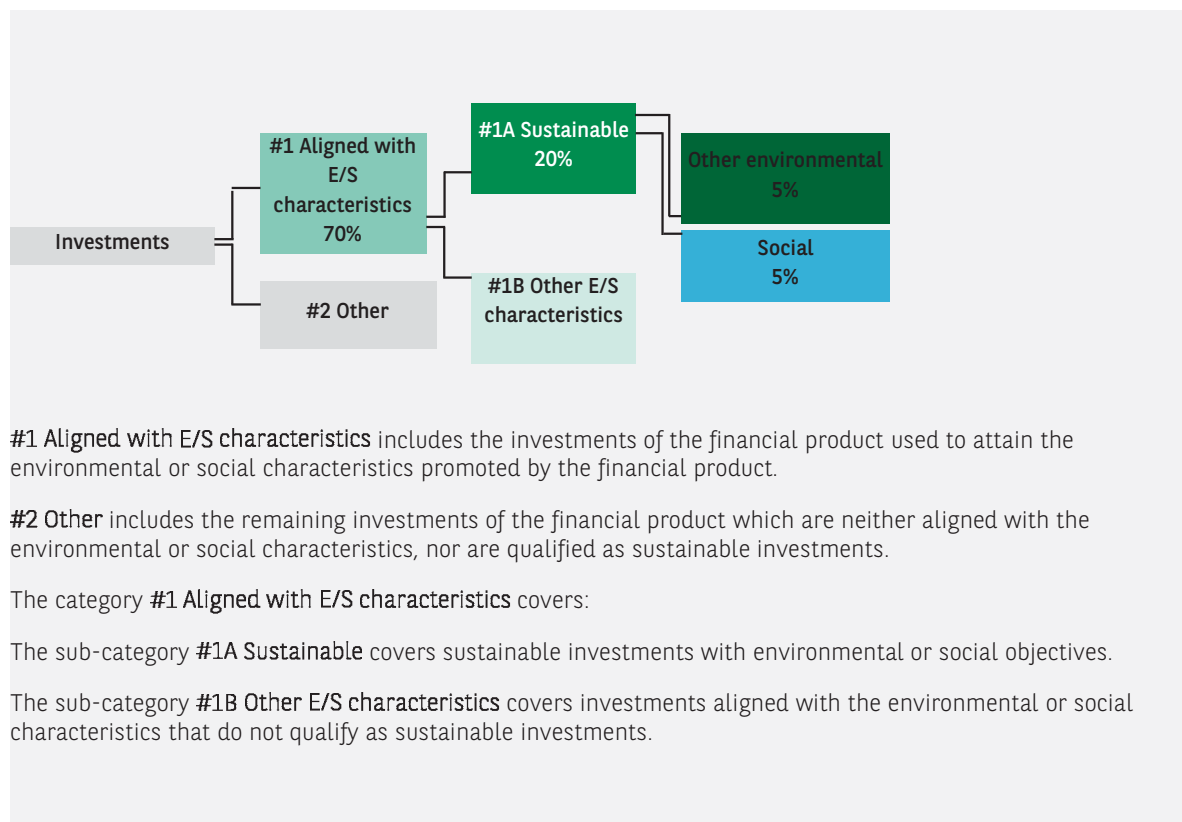 #1A Sustainable
20%
#1 Aligned with
E/S
characteristics
70%
Other environmental
5%
Investments
Social
5%
#2 Other
#1B Other E/S
characteristics
#1 Aligned with E/S characteristics includes the investments of the financial product used to attain the
environmental or social characteristics promoted by the financial product.
#2 Other includes the remaining investments of the financial product which are neither aligned with the
environmental or social characteristics, nor are qualified as sustainable investments.
The category #1 Aligned with E/S characteristics covers:
The sub-category #1A Sustainable covers sustainable investments with environmental or social objectives.
The sub-category #1B Other E/S characteristics covers investments aligned with the environmental or social
characteristics that do not qualify as sustainable investments.